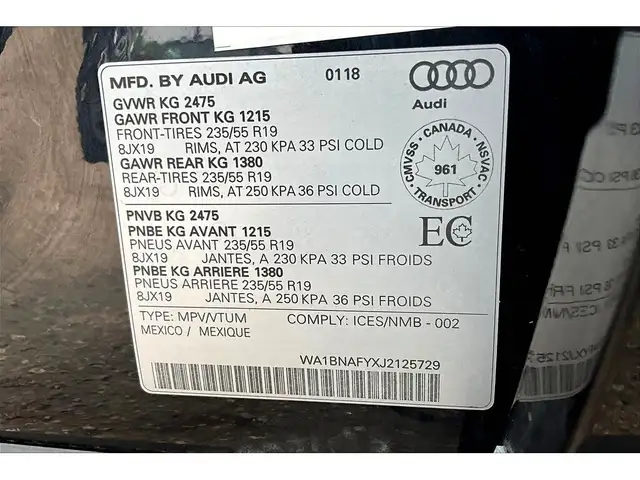 MFD. BY AUDI AG 0118
Audi
GVWR KG 2475
GAWR FRONT KG 1215
FRONT-TIRES 235/55 R19
8JX19 RIMS, AT 230 KPA 33 PSI COLD
GAWR REAR KG 1380
REAR-TIRES 235/55 R19
8JX19 RIMS, AT 250 KPA 36 PSI COLD
CMVSS · CANADA · NSVAC
961
· TRANSPORT ·
PNVB KG 2475
PNBE KG AVANT 1215
PNEUS AVANT 235/55 R19
8JX19 JANTES, A 230 KPA 33 PSI FROIDS
PNBE KG ARRIERE 1380
PNEUS ARRIERE 235/55 R19
8JX19 JANTES, A 250 KPA 36 PSI FROIDS
EC
TYPE: MPV/VTUM COMPLY: ICES/NMB - 002
MEXICO / MEXIQUE
WA1BNAFYXJ2125729